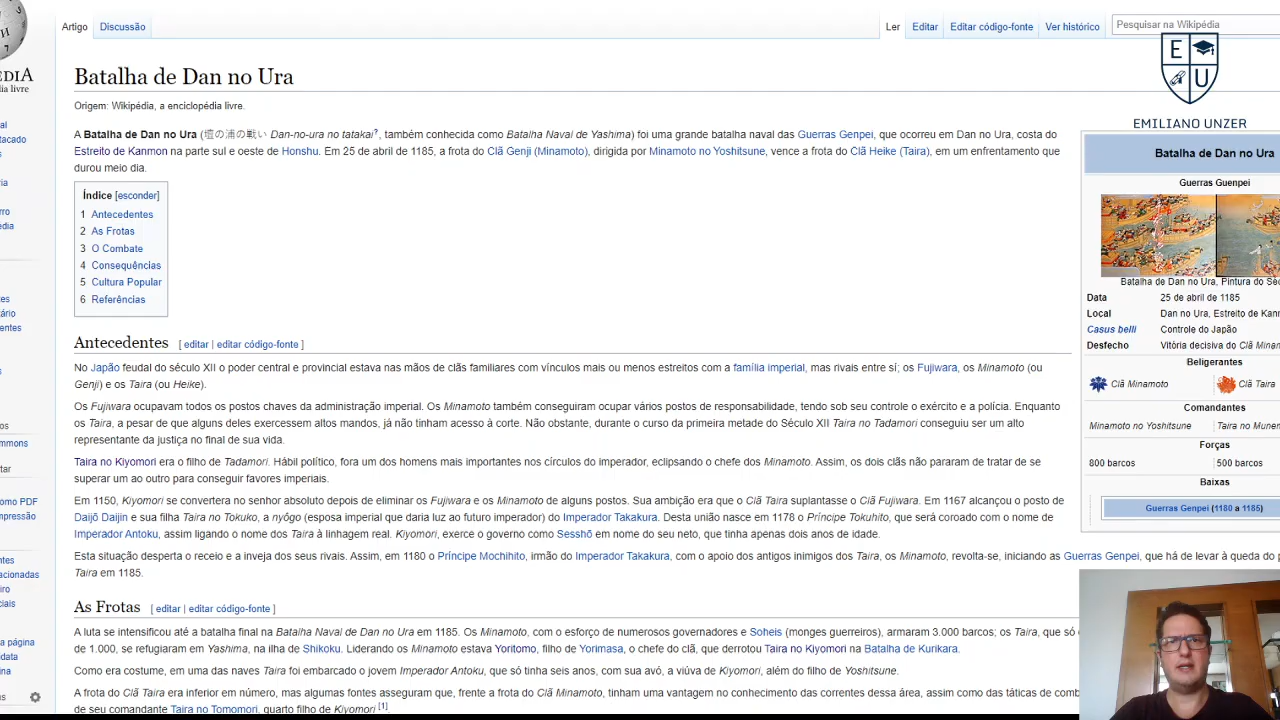 Artigo Discussão Ler Editar Editar código-fonte Ver histórico Pesquisar na Wikipédia
EMILIANO UNZER
E U
Batalha de Dan no Ura
Origem: Wikipédia, a enciclopédia livre.
A Batalha de Dan no Ura (壇の浦の戦い Dan-no-ura no tatakai?, também conhecida como Batalha Naval de Yashima) foi uma grande batalha naval das Guerras Genpei, que ocorreu em Dan no Ura, costa do
Estreito de Kanmon na parte sul e oeste de Honshu. Em 25 de abril de 1185, a frota do Clã Genji (Minamoto), dirigida por Minamoto no Yoshitsune, vence a frota do Clã Heike (Taira), em um enfrentamento que
durou meio dia.
Índice [esconder]
1 Antecedentes
2 As Frotas
3 O Combate
4 Consequências
5 Cultura Popular
6 Referências
Batalha de Dan no Ura
Guerras Guenpei
Batalha de Dan no Ura, Pintura do
Data 25 de abril de 1185
Local Dan no Ura, Estreito de
Casus belli Controle do Japão
Desfecho Vitória decisiva do Clã
Beligerantes
Clã Minamoto Clã Taira
Comandantes
Minamoto no Yoshitsune Taira no
Forças
800 barcos 500 barcos
Baixas
Guerras Genpei (1180 a 1185)
Antecedentes [ editar | editar código-fonte ]
No Japão feudal do século XII o poder central e provincial estava nas mãos de clãs familiares com vínculos mais ou menos estreitos com a família imperial, mas rivais entre sí; os Fujiwara, os Minamoto (ou
Genji) e os Taira (ou Heike).
Os Fujiwara ocupavam todos os postos chaves da administração imperial. Os Minamoto também conseguiram ocupar vários postos de responsabilidade, tendo sob seu controle o exército e a polícia. Enquanto
os Taira, a pesar de que alguns deles exercessem altos mandos, já não tinham acesso à corte. Não obstante, durante o curso da primeira metade do Século XII Taira no Tadamori conseguiu ser um alto
representante da justiça no final de sua vida.
Taira no Kiyomori era o filho de Tadamori. Hábil político, fora um dos homens mais importantes nos círculos do imperador, eclipsando o chefe dos Minamoto. Assim, os dois clãs não pararam de tratar de se
superar um ao outro para conseguir favores imperiais.
Em 1150, Kiyomori se convertera no senhor absoluto depois de eliminar os Fujiwara e os Minamoto de alguns postos. Sua ambição era que o Clã Taira suplantasse o Clã Fujiwara. Em 1167 alcançou o posto de
Daijō Daijin e sua filha Taira no Tokuko, a nyōgo (esposa imperial que daria luz ao futuro imperador) do Imperador Takakura. Desta união nasce em 1178 o Príncipe Tokuhito, que será coroado com o nome de
Imperador Antoku, assim ligando o nome dos Taira à linhagem real. Kiyomori, exerce o governo como Sesshō em nome do seu neto, que tinha apenas dois anos de idade.
Esta situação desperta o receio e a inveja dos seus rivais. Assim, em 1180 o Príncipe Mochihito, irmão do Imperador Takakura, com o apoio dos antigos inimigos dos Taira, os Minamoto, revolta-se, iniciando as Guerras Genpei, que há de levar à queda do
Taira em 1185.
As Frotas [ editar | editar código-fonte ]
A luta se intensificou até a batalha final na Batalha Naval de Dan no Ura em 1185. Os Minamoto, com o esforço de numerosos governadores e Soheis (monges guerreiros), armaram 3.000 barcos; os Taira, que só
de 1.000, se refugiaram em Yashima, na ilha de Shikoku. Liderando os Minamoto estava Yoritomo, filho de Yorimasa, o chefe do clã, que derrotou Taira no Kiyomori na Batalha de Kurikara.
Como era costume, em uma das naves Taira foi embarcado o jovem Imperador Antoku, que só tinha seis anos, com sua avó, a viúva de Kiyomori, além do filho de Yoshitsune.
A frota do Clã Taira era inferior em número, mas algumas fontes asseguram que, frente a frota do Clã Minamoto, tinham uma vantagem no conhecimento das correntes dessa área, assim como das táticas de
de seu comandante Taira no Tomomori, quarto filho de Kiyomori [1]